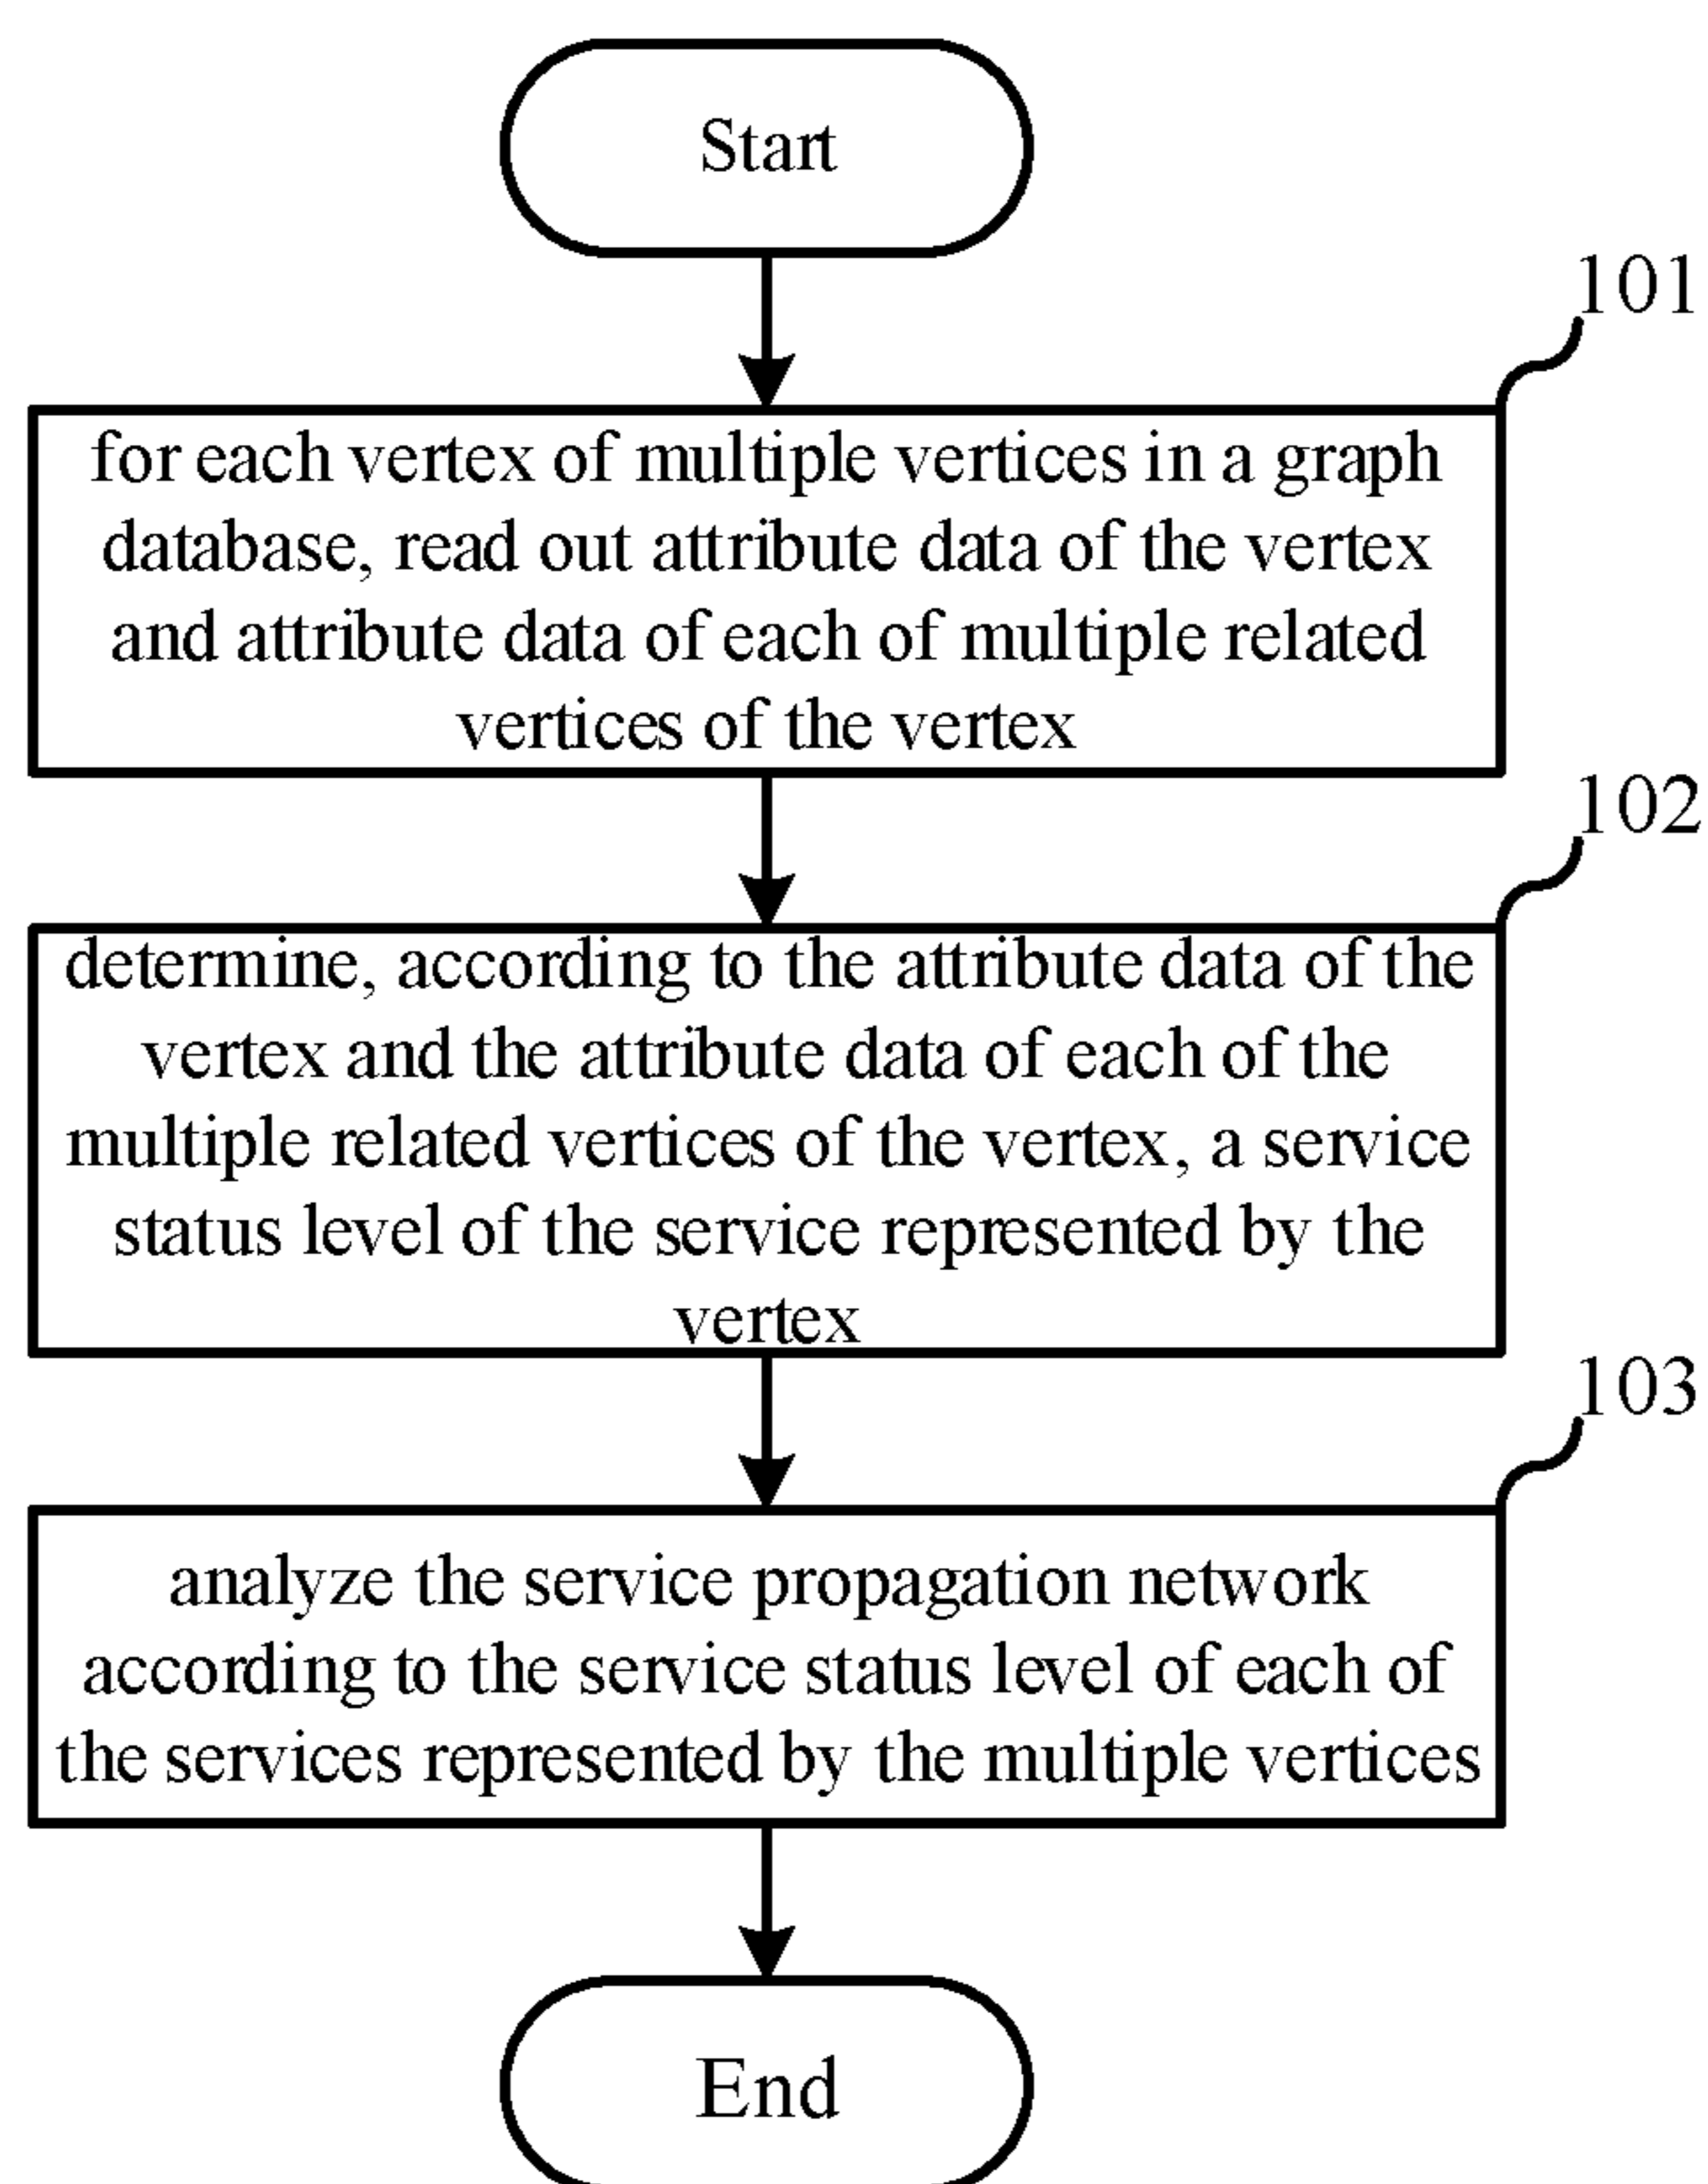 Start
101
for each vertex of multiple vertices in a graph
database, read out attribute data of the vertex
and attribute data of each of multiple related
vertices of the vertex
102
determine, according to the attribute data of the
vertex and the attribute data of each of the
multiple related vertices of the vertex, a service
status level of the service represented by the
vertex
103
analyze the service propagation network
according to the service status level of each of
the services represented by the multiple vertices
End